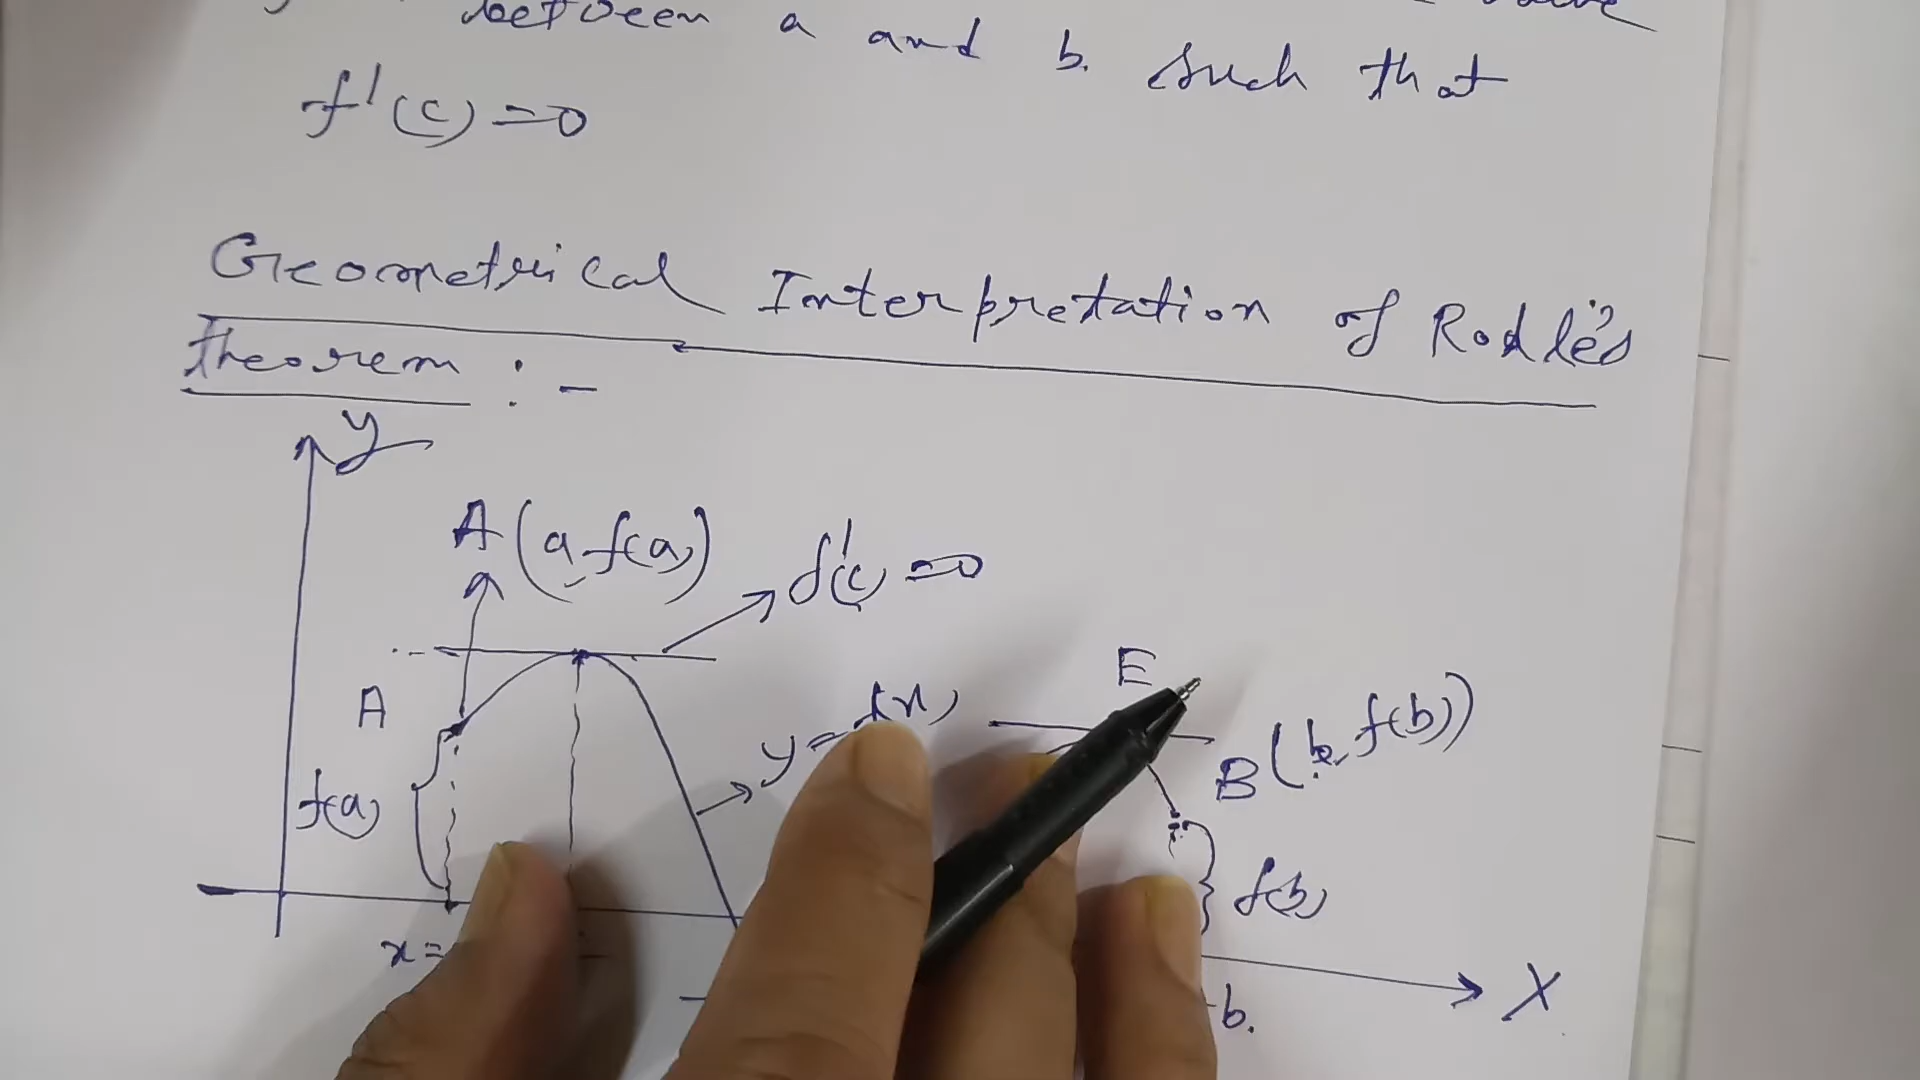 between a and b. such that
f'(c) = 0
Geometrical Interpretation of Rolle's
theorem : -
y
A (a, f(a))
f'(c) = 0
E
A
y = f(x)
B (b, f(b))
f(a)
f(b)
x =
b.
X